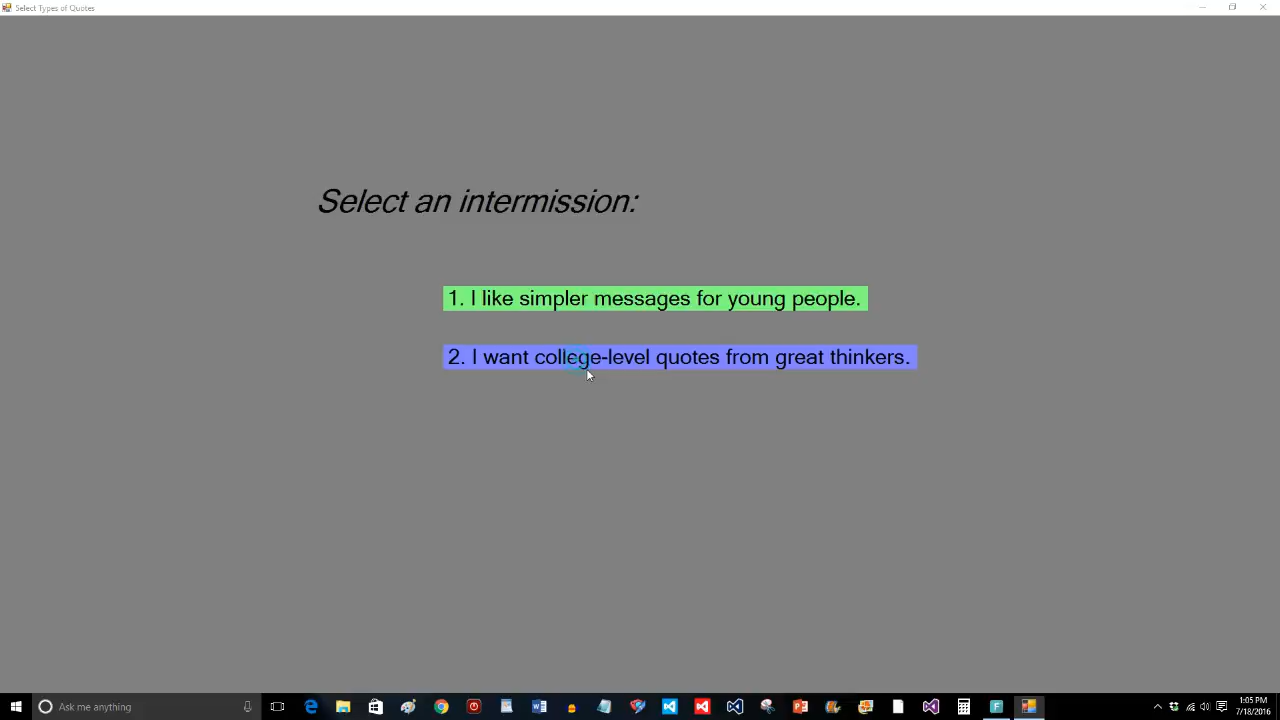 Select Types of Quotes
Select an intermission:
1. I like simpler messages for young people.
2. I want college-level quotes from great thinkers.
Ask me anything
1:05 PM
7/18/2016